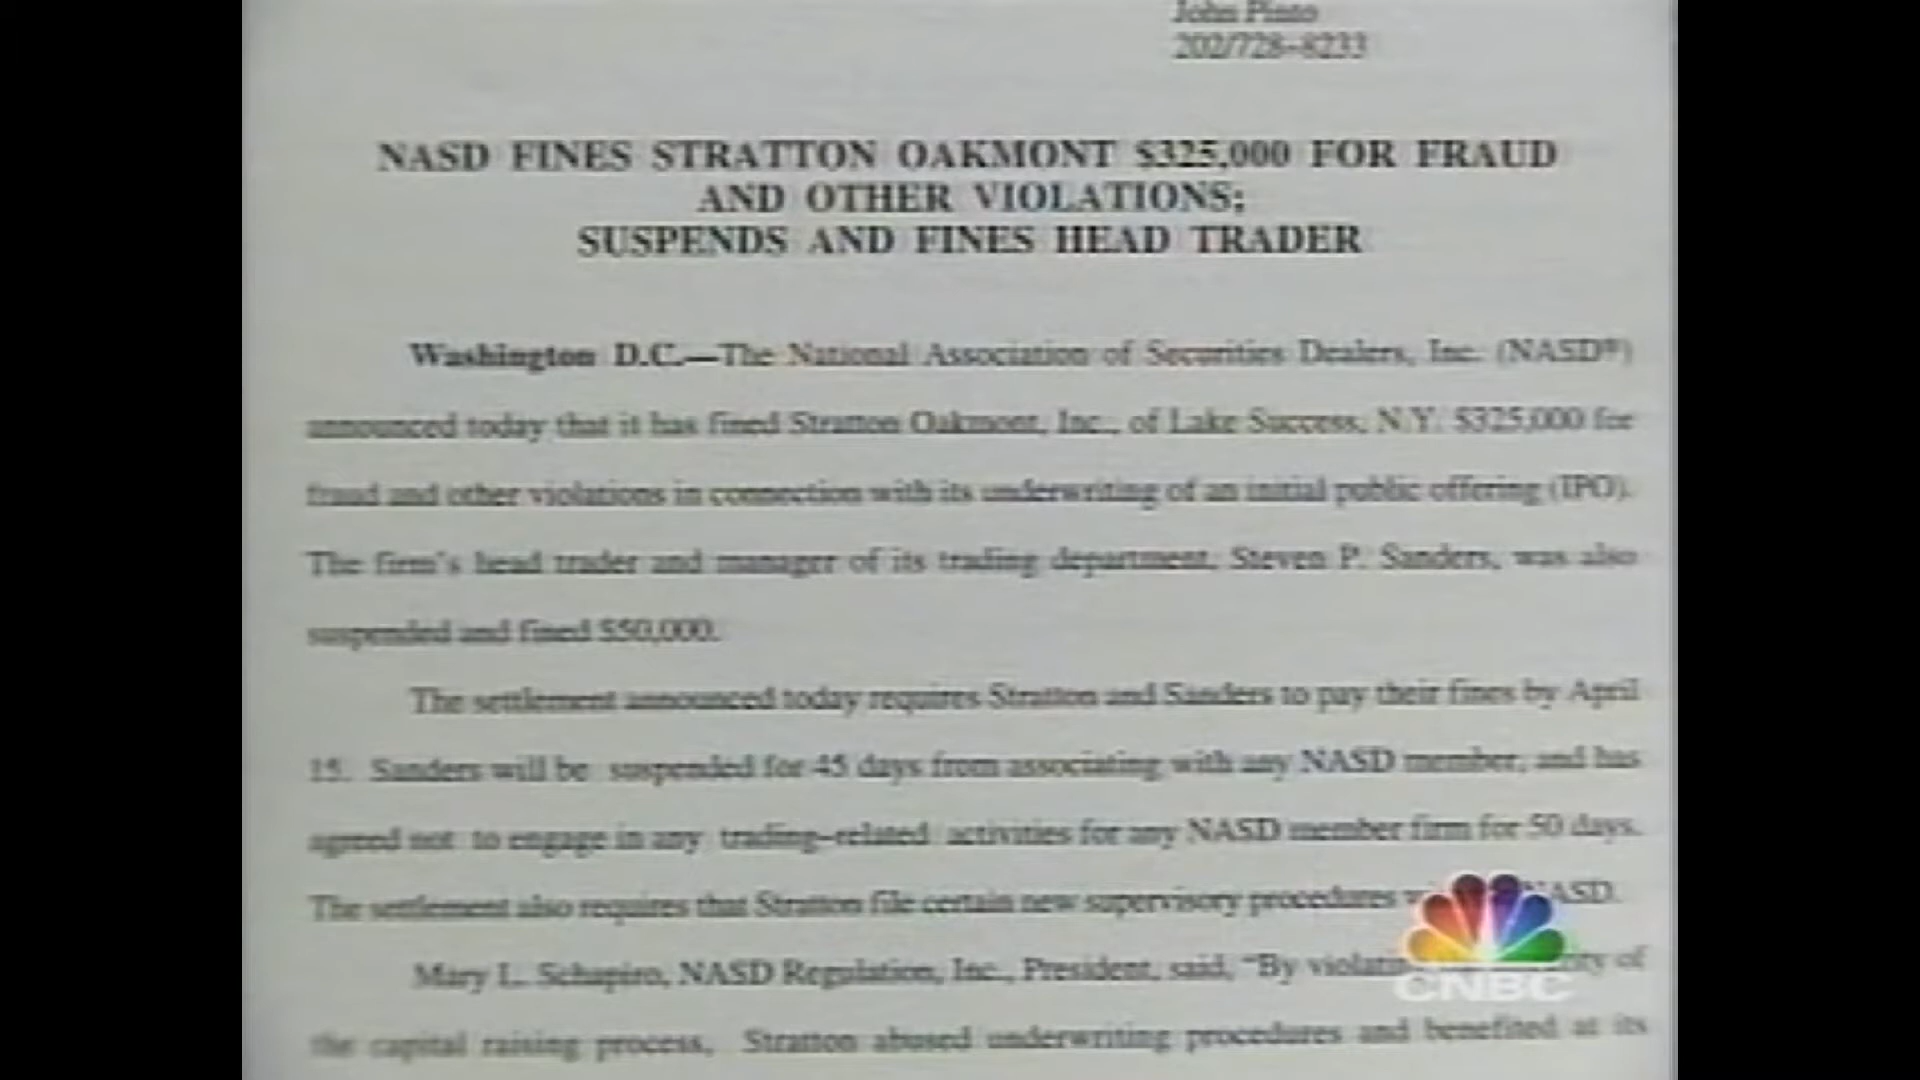 John Pinto
202/728-8233
NASD FINES STRATTON OAKMONT $325,000 FOR FRAUD
AND OTHER VIOLATIONS;
SUSPENDS AND FINES HEAD TRADER
Washington D.C.—The National Association of Securities Dealers, Inc. (NASD®)
announced today that it has fined Stratton Oakmont, Inc., of Lake Success, N.Y. $325,000 for
fraud and other violations in connection with its underwriting of an initial public offering (IPO).
The firm's head trader and manager of its trading department, Steven P. Sanders, was also
suspended and fined $50,000.
The settlement announced today requires Stratton and Sanders to pay their fines by April
15. Sanders will be suspended for 45 days from associating with any NASD member, and has
agreed not to engage in any trading-related activities for any NASD member firm for 50 days.
The settlement also requires that Stratton file certain new supervisory procedures NASD.
Mary L. Schapiro, NASD Regulation, Inc., President, said, "By of
CNBC
the capital raising process, Stratton abused underwriting procedures and benefited at its